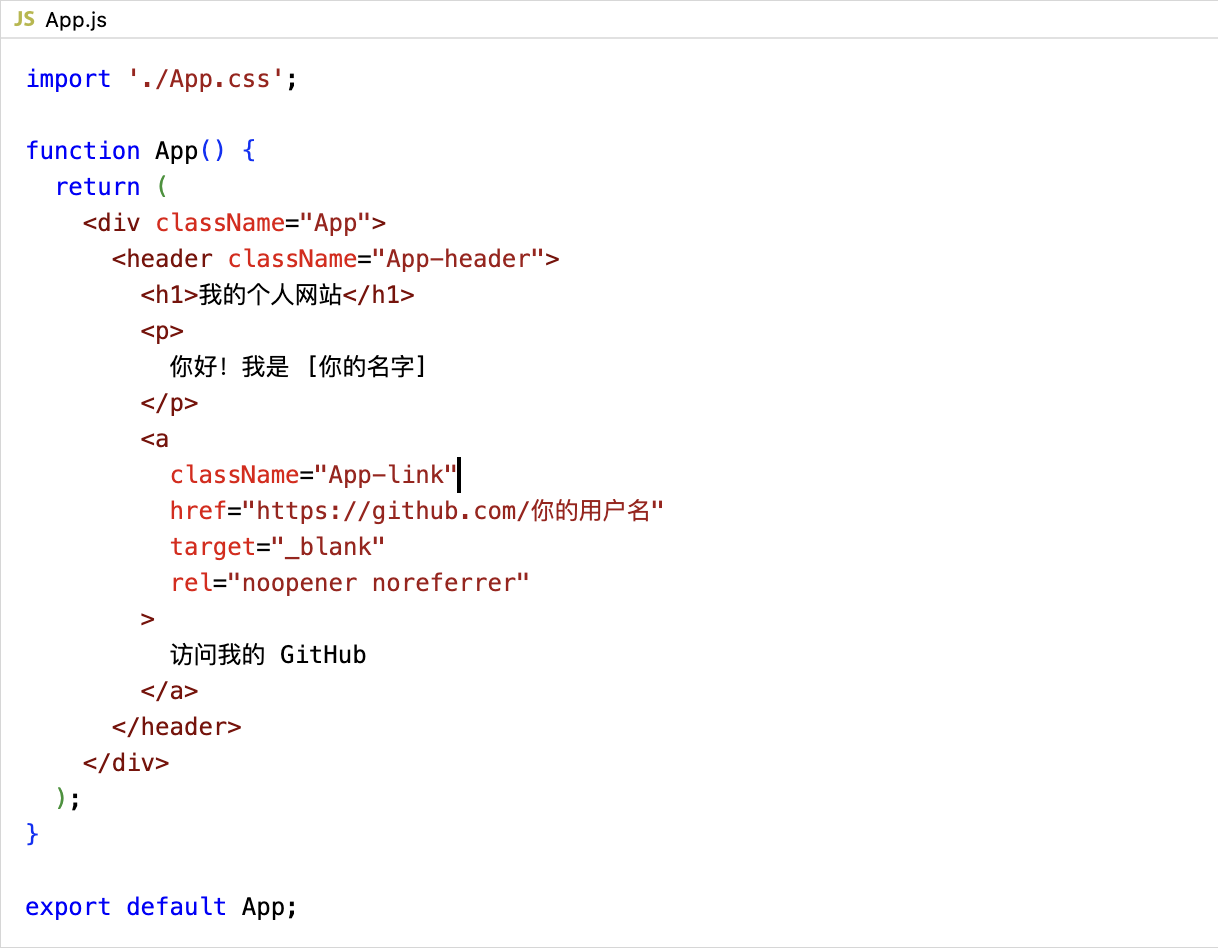 JS App.js
import './App.css';
function App() {
  return (
    <div className="App">
      <header className="App-header">
        <h1>我的个人网站</h1>
        <p>
          你好! 我是 [你的名字]
        </p>
        <a
          className="App-link"
          href="https://github.com/你的用户名"
          target="_blank"
          rel="noopener noreferrer"
        >
          访问我的 GitHub
        </a>
      </header>
    </div>
  );
}
export default App;